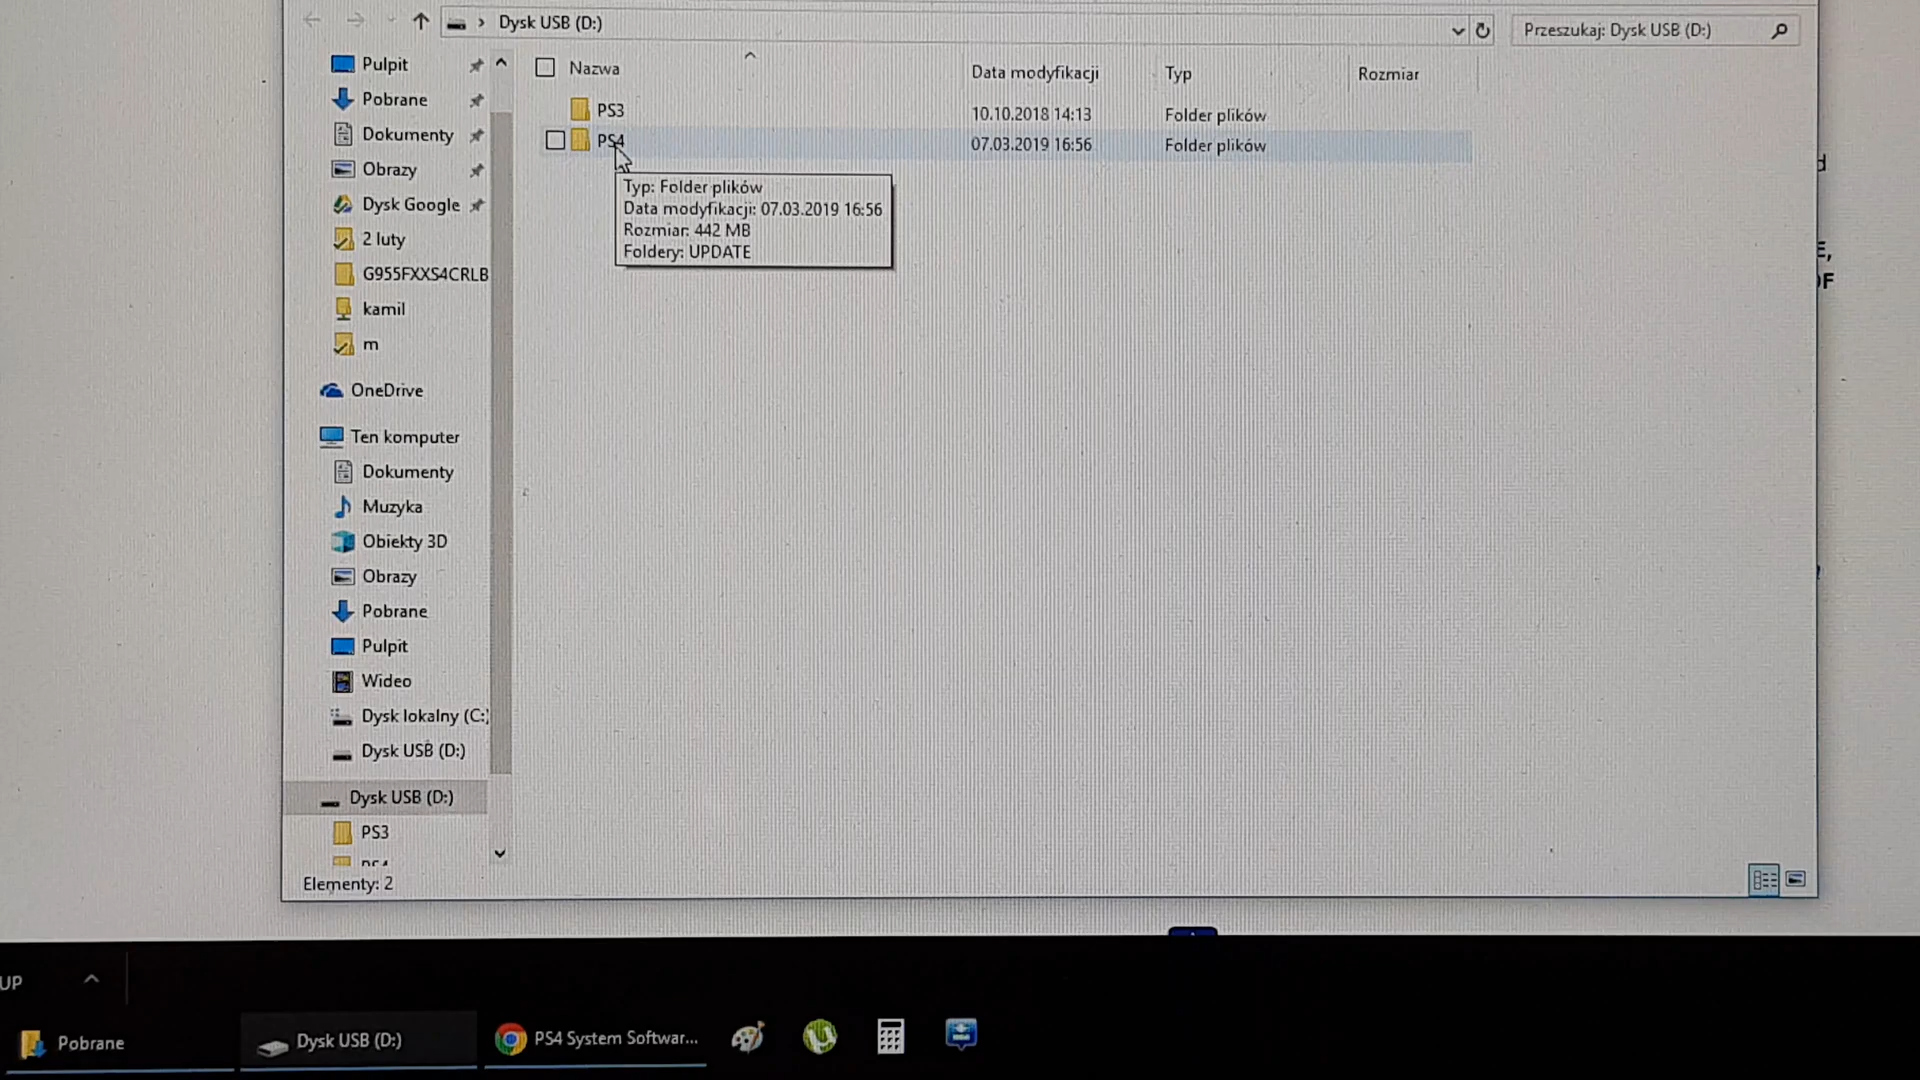 Dysk USB (D:)
Przeszukaj: Dysk USB (D:)
Pulpit
Pobrane
Dokumenty
Obrazy
Dysk Google
2 luty
G955FXXS4CRLB
kamil
m
OneDrive
Ten komputer
Dokumenty
Muzyka
Obiekty 3D
Obrazy
Pobrane
Pulpit
Wideo
Dysk lokalny (C:)
Dysk USB (D:)
Dysk USB (D:)
PS3
PS4
Nazwa Data modyfikacji Typ Rozmiar
PS3 10.10.2018 14:13 Folder plików
PS4 07.03.2019 16:56 Folder plików
Typ: Folder plików
Data modyfikacji: 07.03.2019 16:56
Rozmiar: 442 MB
Foldery: UPDATE
Elementy: 2
UP
Pobrane
Dysk USB (D:)
PS4 System Softwar...